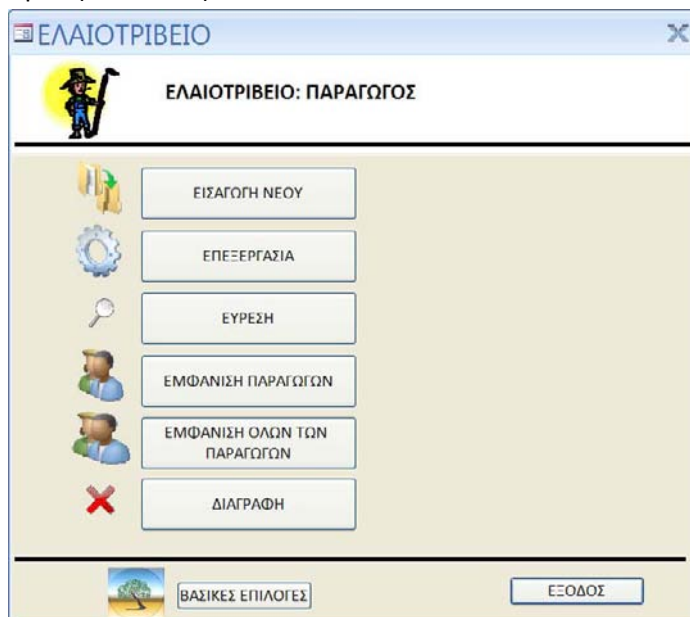 ΕΛΑΙΟΤΡΙΒΕΙΟ
ΕΛΑΙΟΤΡΙΒΕΙΟ: ΠΑΡΑΓΩΓΟΣ
ΕΙΣΑΓΩΓΗ ΝΕΟΥ
ΕΠΕΞΕΡΓΑΣΙΑ
ΕΥΡΕΣΗ
ΕΜΦΑΝΙΣΗ ΠΑΡΑΓΩΓΩΝ
ΕΜΦΑΝΙΣΗ ΟΛΩΝ ΤΩΝ
ΠΑΡΑΓΩΓΩΝ
ΔΙΑΓΡΑΦΗ
ΒΑΣΙΚΕΣ ΕΠΙΛΟΓΕΣ
ΕΞΟΔΟΣ